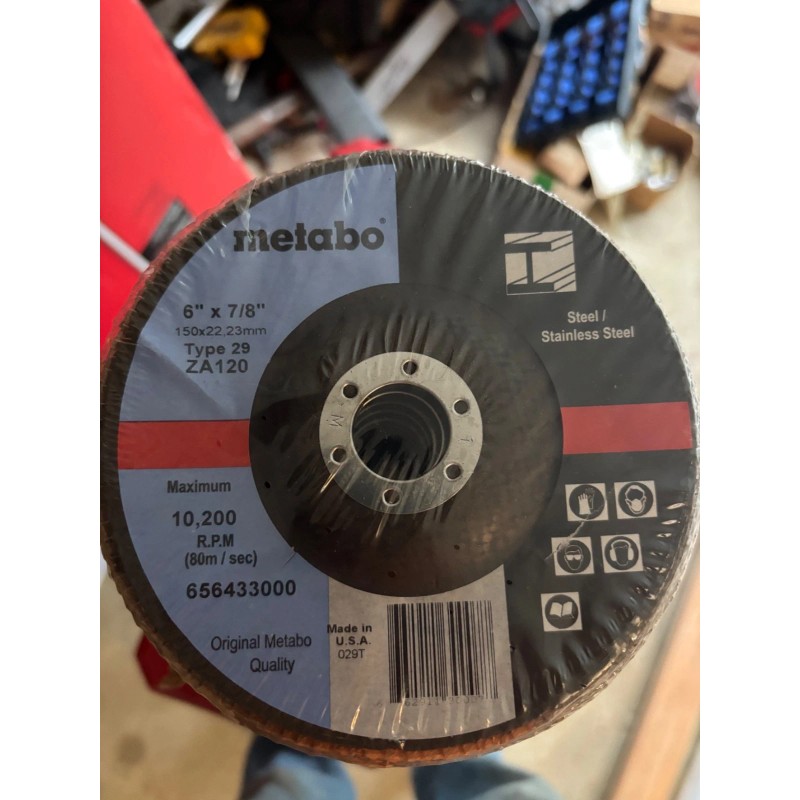 metabo®
6" x 7/8"
150x22,23mm
Type 29
ZA120
Steel /
Stainless Steel
M
1
Maximum
10,200
R.P.M
(80m / sec)
656433000
Original Metabo
Quality
Made in
U.S.A.
029T